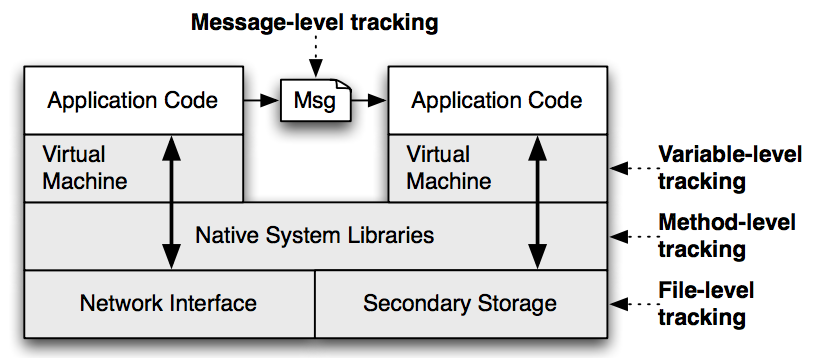 Message-level tracking
Application Code
Msg
Application Code
Virtual
Machine
Virtual
Machine
Variable-level
tracking
Native System Libraries
Method-level
tracking
Network Interface
Secondary Storage
File-level
tracking